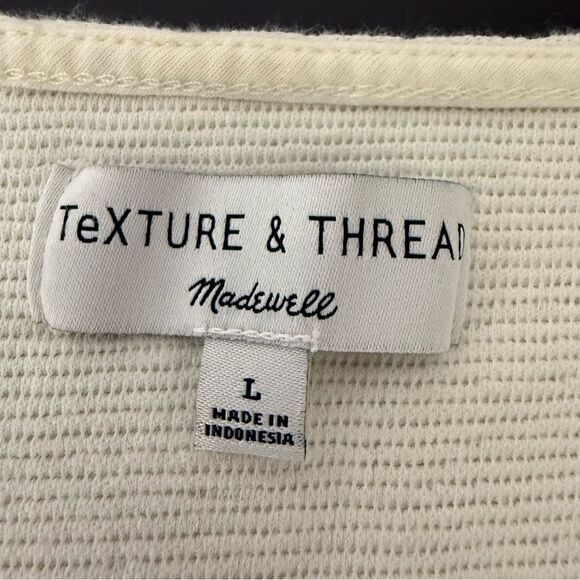 TeXTURE & THREAD
Madewell
L
MADE IN
INDONESIA